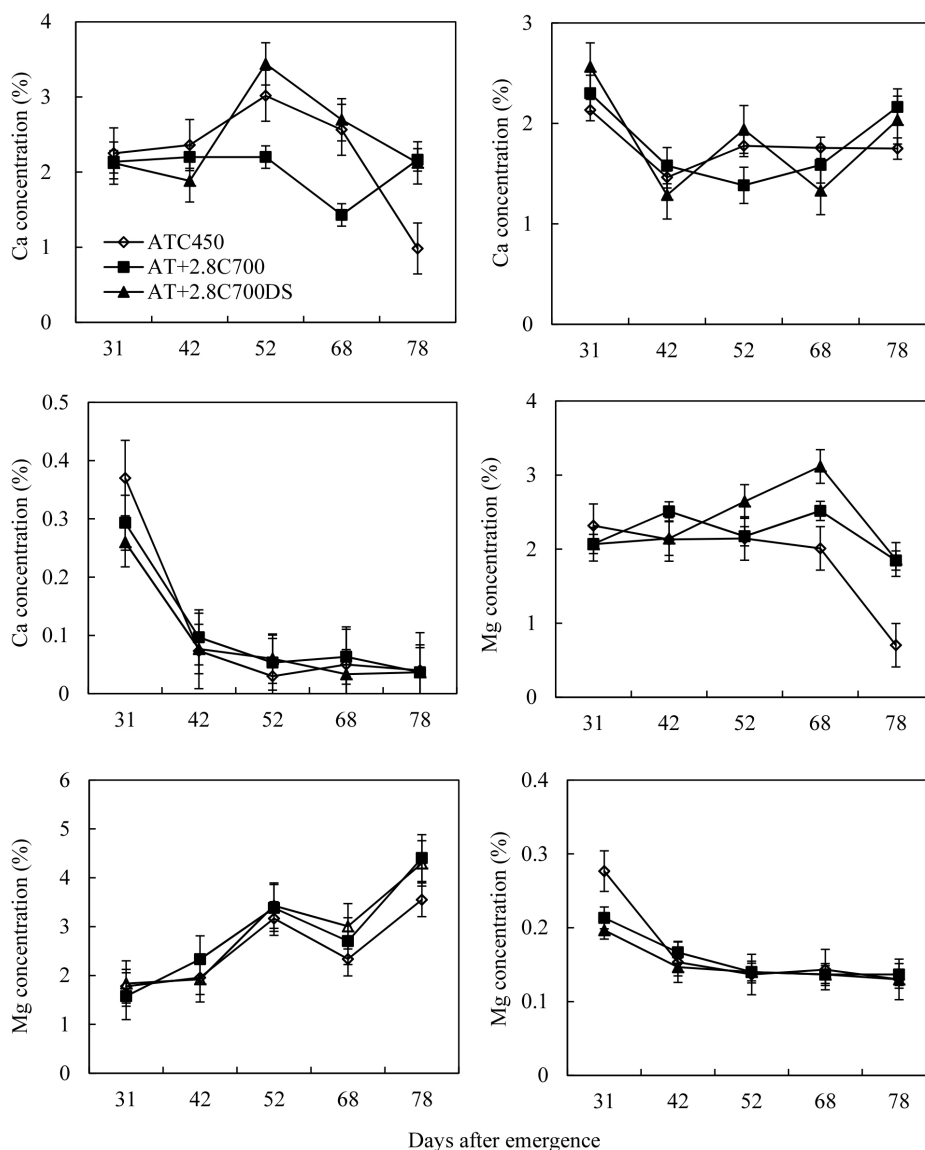 4
3
2
1
0
Ca concentration (%)
ATC450
AT+2.8C700
AT+2.8C700DS
31 42 52 68 78
3
2
1
0
Ca concentration (%)
31 42 52 68 78
0.5
0.4
0.3
0.2
0.1
0
Ca concentration (%)
31 42 52 68 78
4
3
2
1
0
Mg concentration (%)
31 42 52 68 78
6
5
4
3
2
1
0
Mg concentration (%)
31 42 52 68 78
0.4
0.3
0.2
0.1
0
Mg concentration (%)
31 42 52 68 78
Days after emergence